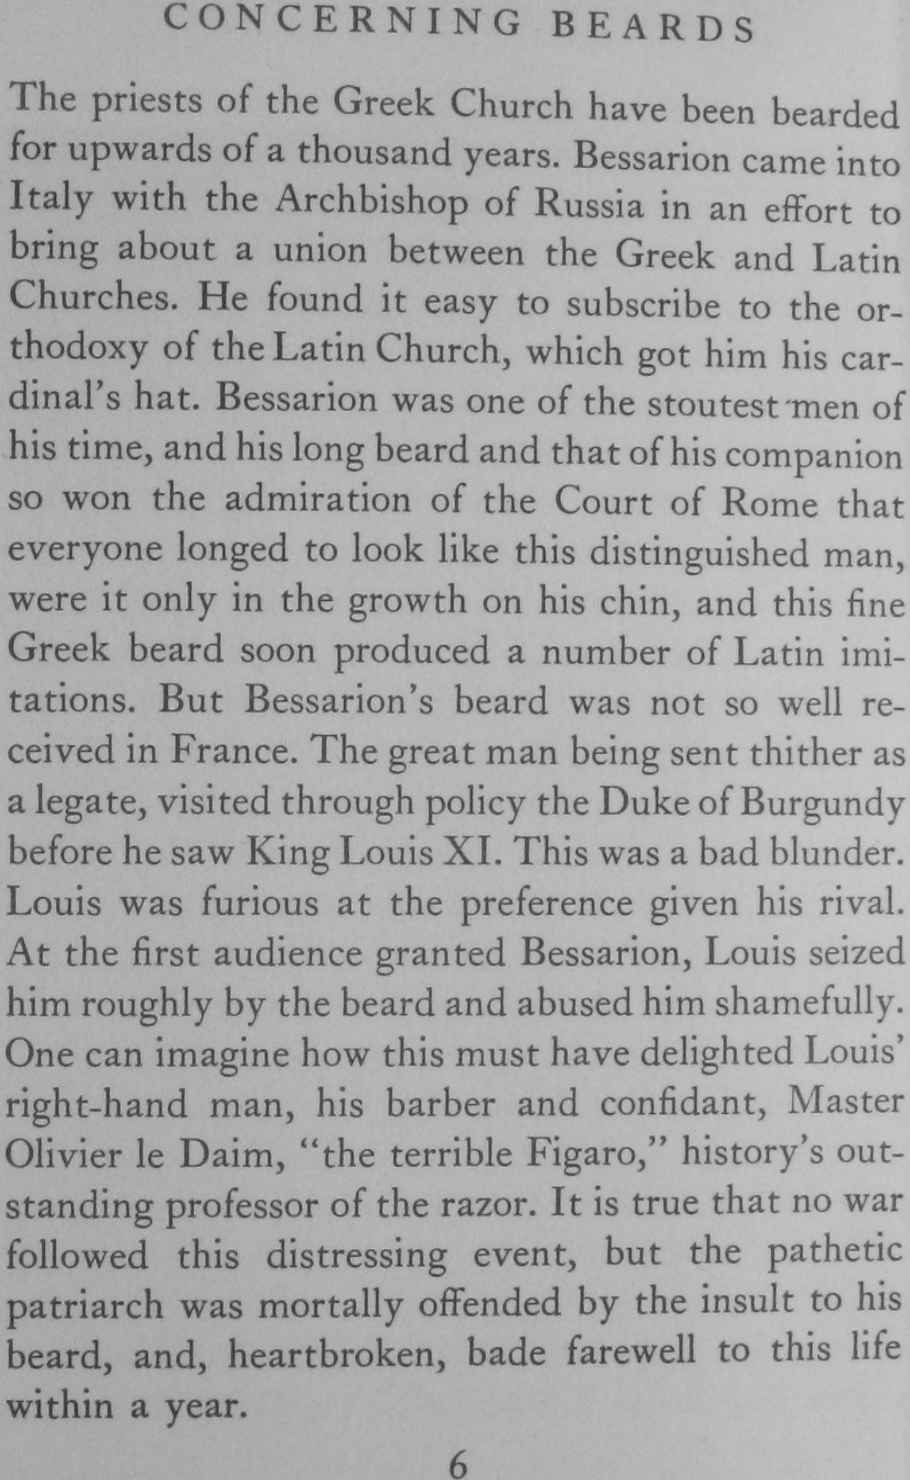 CONCERNING BEARDS
The priests of the Greek Church have been bearded
for upwards of a thousand years. Bessarion came into
Italy with the Archbishop of Russia in an effort to
bring about a union between the Greek and Latin
Churches. He found it easy to subscribe to the or-
thodoxy of the Latin Church, which got him his car-
dinal's hat. Bessarion was one of the stoutest men of
his time, and his long beard and that of his companion
so won the admiration of the Court of Rome that
everyone longed to look like this distinguished man,
were it only in the growth on his chin, and this fine
Greek beard soon produced a number of Latin imi-
tations. But Bessarion's beard was not so well re-
ceived in France. The great man being sent thither as
a legate, visited through policy the Duke of Burgundy
before he saw King Louis XI. This was a bad blunder.
Louis was furious at the preference given his rival.
At the first audience granted Bessarion, Louis seized
him roughly by the beard and abused him shamefully.
One can imagine how this must have delighted Louis'
right-hand man, his barber and confidant, Master
Olivier le Daim, “the terrible Figaro,” history's out-
standing professor of the razor. It is true that no war
followed this distressing event, but the pathetic
patriarch was mortally offended by the insult to his
beard, and, heartbroken, bade farewell to this life
within a year.
6